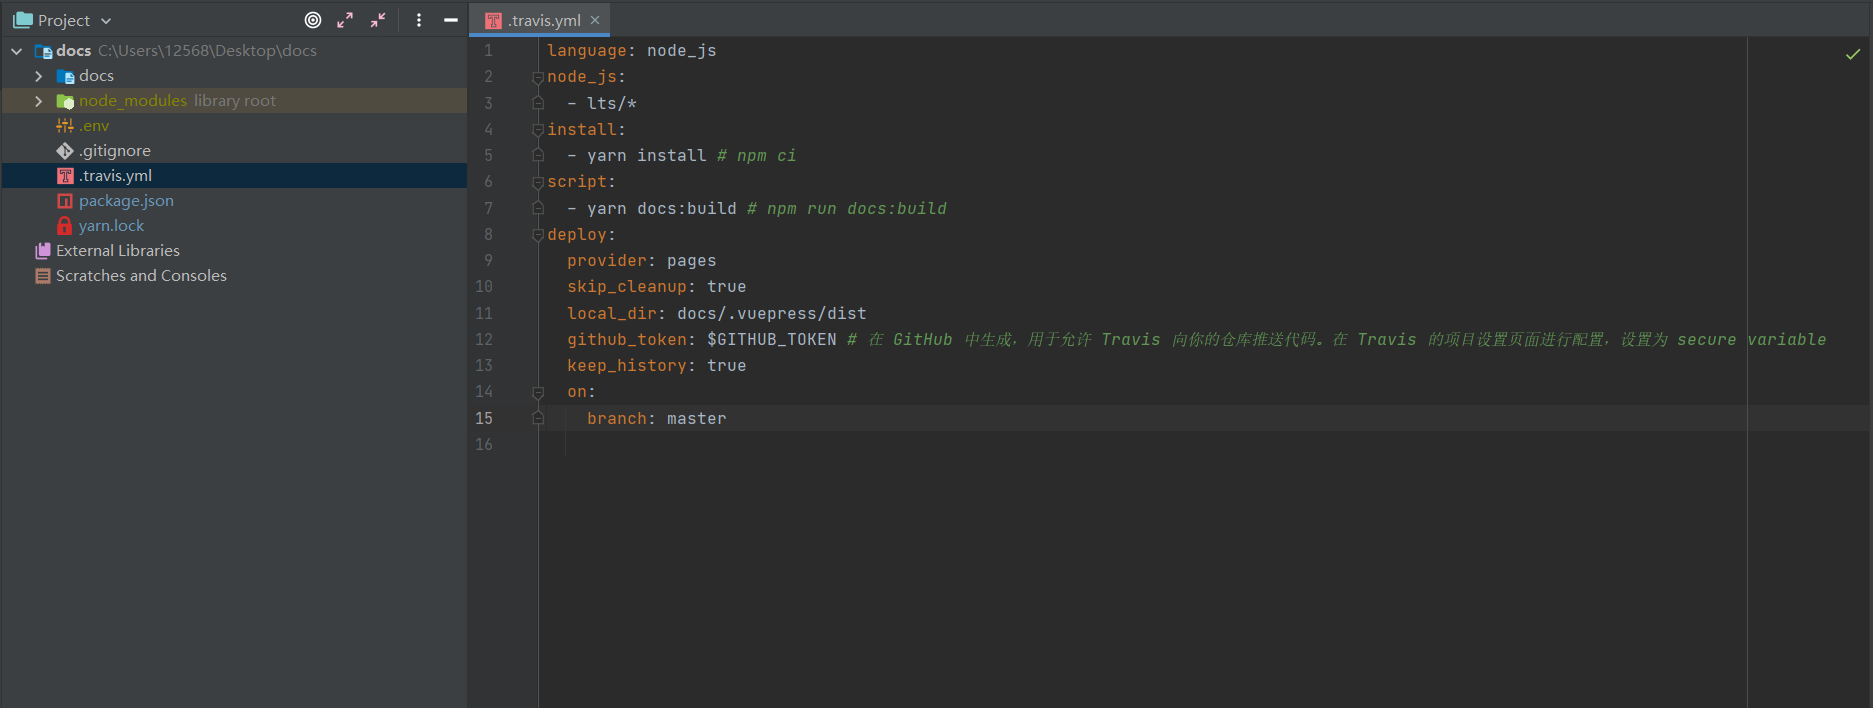 Project
docs C:\Users\12568\Desktop\docs
docs
node_modules library root
.env
.gitignore
.travis.yml
package.json
yarn.lock
External Libraries
Scratches and Consoles
.travis.yml
1 language: node_js
2 node_js:
3 - lts/*
4 install:
5 - yarn install # npm ci
6 script:
7 - yarn docs:build # npm run docs:build
8 deploy:
9 provider: pages
10 skip_cleanup: true
11 local_dir: docs/.vuepress/dist
12 github_token: $GITHUB_TOKEN # 在 GitHub 中生成，用于允许 Travis 向你的仓库推送代码。在 Travis 的项目设置页面进行配置，设置为 secure variable
13 keep_history: true
14 on:
15 branch: master
16